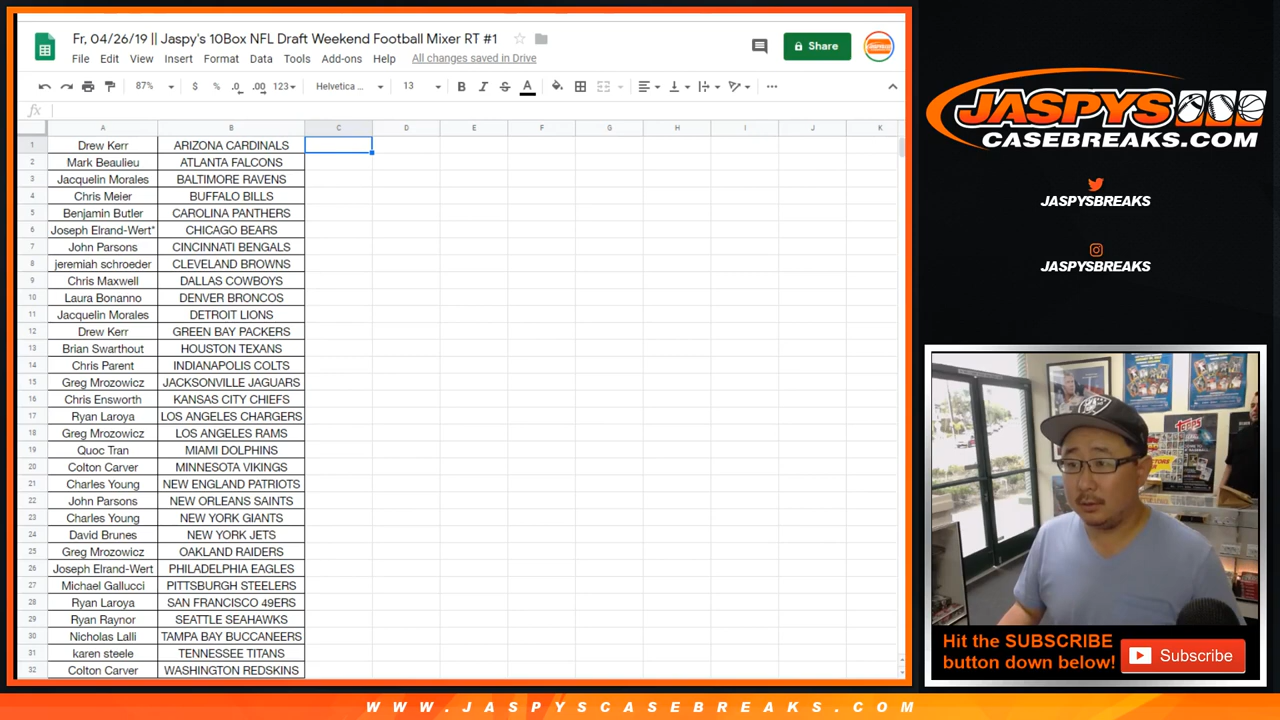 Fr, 04/26/19 || Jaspy's 10Box NFL Draft Weekend Football Mixer RT #1
Share
File Edit View Insert Format Data Tools Add-ons Help All changes saved in Drive
87% $ % .0 .00 123 Helvetica ... 13 B I S A
fx
A B C D E F G H I J K
1 Drew Kerr ARIZONA CARDINALS
2 Mark Beaulieu ATLANTA FALCONS
3 Jacquelin Morales BALTIMORE RAVENS
4 Chris Meier BUFFALO BILLS
5 Benjamin Butler CAROLINA PANTHERS
6 Joseph Elrand-Wert* CHICAGO BEARS
7 John Parsons CINCINNATI BENGALS
8 jeremiah schroeder CLEVELAND BROWNS
9 Chris Maxwell DALLAS COWBOYS
10 Laura Bonanno DENVER BRONCOS
11 Jacquelin Morales DETROIT LIONS
12 Drew Kerr GREEN BAY PACKERS
13 Brian Swarthout HOUSTON TEXANS
14 Chris Parent INDIANAPOLIS COLTS
15 Greg Mrozowicz JACKSONVILLE JAGUARS
16 Chris Ensworth KANSAS CITY CHIEFS
17 Ryan Laroya LOS ANGELES CHARGERS
18 Greg Mrozowicz LOS ANGELES RAMS
19 Quoc Tran MIAMI DOLPHINS
20 Colton Carver MINNESOTA VIKINGS
21 Charles Young NEW ENGLAND PATRIOTS
22 John Parsons NEW ORLEANS SAINTS
23 Charles Young NEW YORK GIANTS
24 David Brunes NEW YORK JETS
25 Greg Mrozowicz OAKLAND RAIDERS
26 Joseph Elrand-Wert PHILADELPHIA EAGLES
27 Michael Gallucci PITTSBURGH STEELERS
28 Ryan Laroya SAN FRANCISCO 49ERS
29 Ryan Raynor SEATTLE SEAHAWKS
30 Nicholas Lalli TAMPA BAY BUCCANEERS
31 karen steele TENNESSEE TITANS
32 Colton Carver WASHINGTON REDSKINS
JASPYS
CASEBREAKS.COM
JASPYSBREAKS
JASPYSBREAKS
topps
Hit the SUBSCRIBE
button down below!
Subscribe
WWW.JASPYSCASEBREAKS.COM